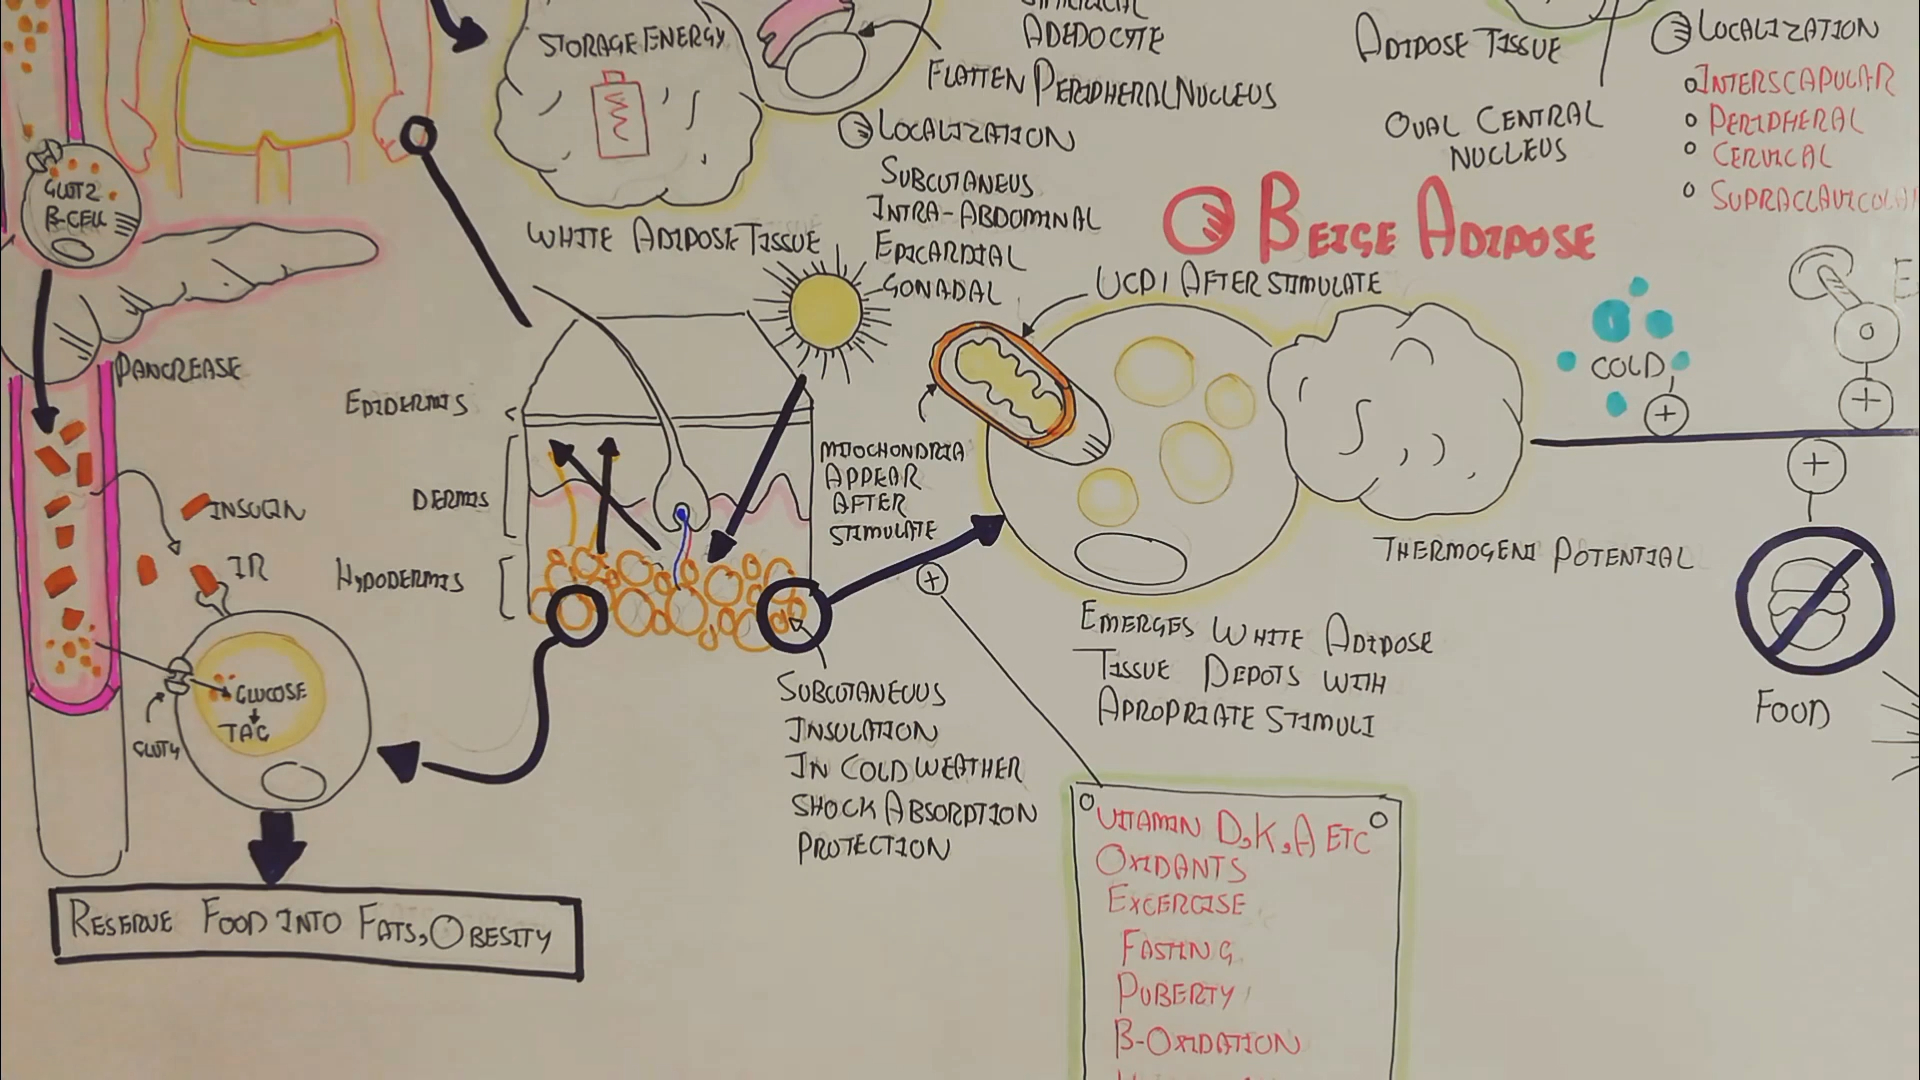 STORAGE ENERGY
WHITE ADIPOSE TISSUE
ADEDOCYTE
FLATTEN PERIPHERAL NUCLEUS
LOCALIZATION
SUBCUTANEUS
INTRA-ABDOMINAL
EPICARDIAL
GONADAL
ADIPOSE TISSUE
OVAL CENTRAL
NUCLEUS
LOCALIZATION
INTERSCAPULAR
PERIPHERAL
CERVICAL
GLUT2
B-CELL
PANCREASE
INSULIN
IR
GLUCOSE
TAG
GLUT4
RESERVE FOOD INTO FATS, OBESITY
EPIDERMIS
DERMIS
HYPODERMIS
SUBCUTANEOUS
INSULATION
IN COLD WEATHER
SHOCK ABSORPTION
PROTECTION
BEIGE ADIPOSE
UCP1 AFTER STIMULATE
MITOCHONDRIA
APPEAR
AFTER
STIMULATE
THERMOGENI POTENTIAL
EMERGES WHITE ADIPOSE
TISSUE DEPOTS WITH
APROPRIATE STIMULI
COLD
+
+
+
+
FOOD
VITAMIN D,K,A ETC
OXIDANTS
EXCERCISE
FASTING
PUBERTY
B-OXIDATION